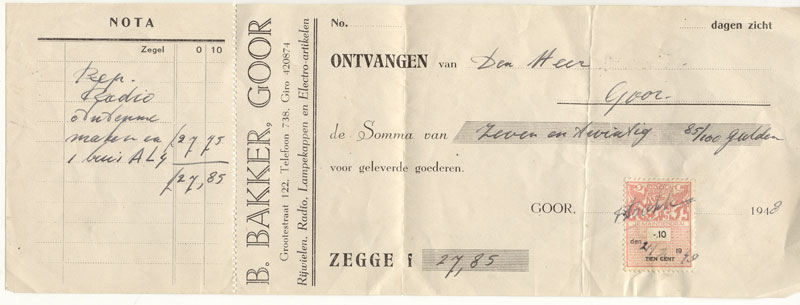 NOTA
Zegel 0 10
Rep.
Radio
antenne
maken en 27 75
1 buis AL4
27,85
B. BAKKER, GOOR
Grootestraat 122, Telefoon 738, Giro 420874
Rijwielen, Radio, Lampekappen en Electro-artikelen
No.
dagen zicht
ONTVANGEN van Den Heer
Goor.
de Somma van Zeven en twintig 85/100 gulden
voor geleverde goederen.
GOOR. 1948
-.10
den 19
TIEN CENT
ZEGGE f 27,85